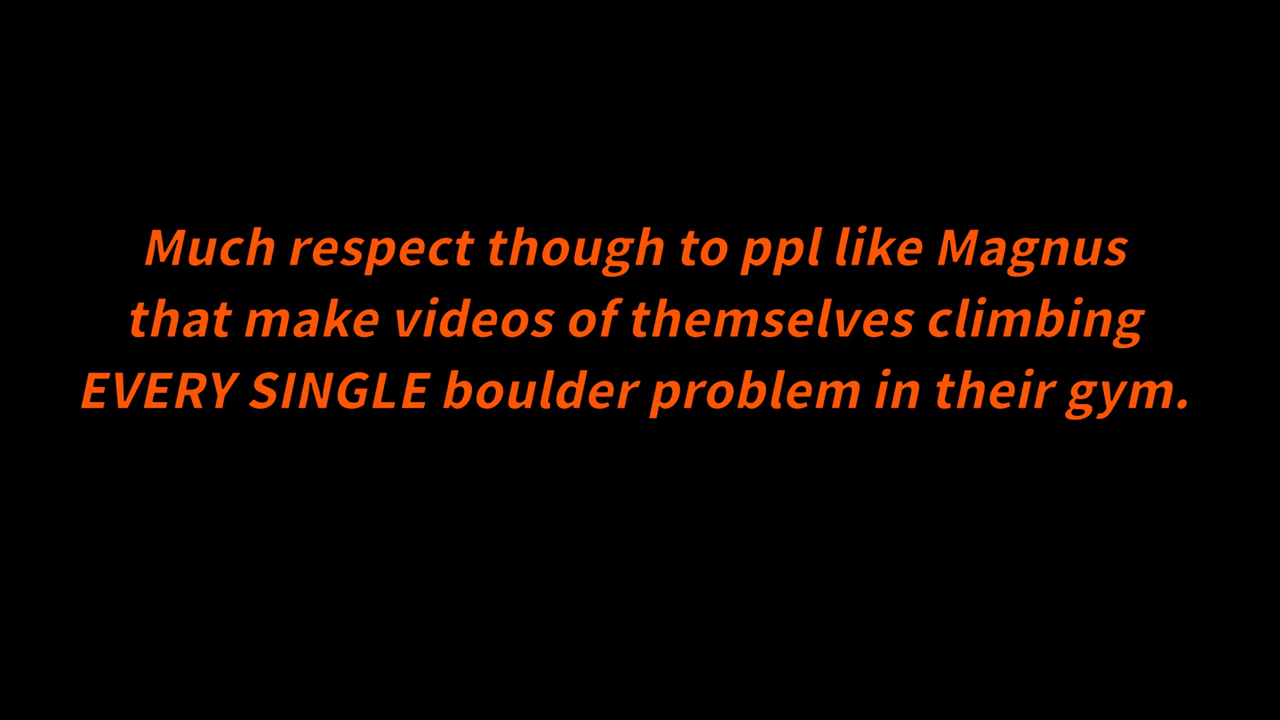 Much respect though to ppl like Magnus
that make videos of themselves climbing
EVERY SINGLE boulder problem in their gym.